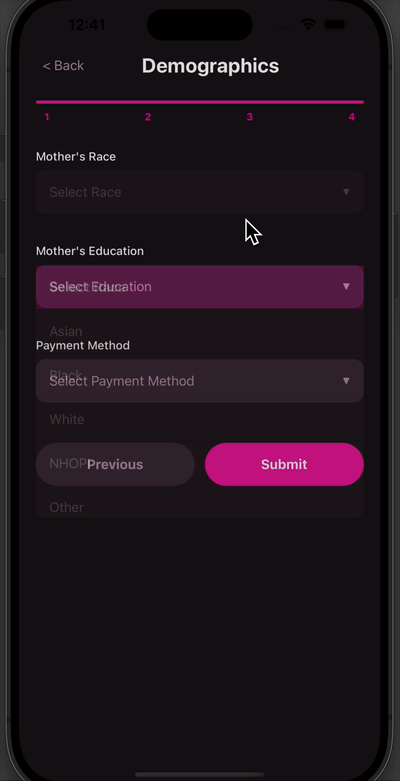 12:41
< Back
Demographics
1 2 3 4
Mother's Race
Select Race
Mother's Education
Select Education
Asian
Payment Method
Black
Select Payment Method
White
NHOPI
Previous
Submit
Other